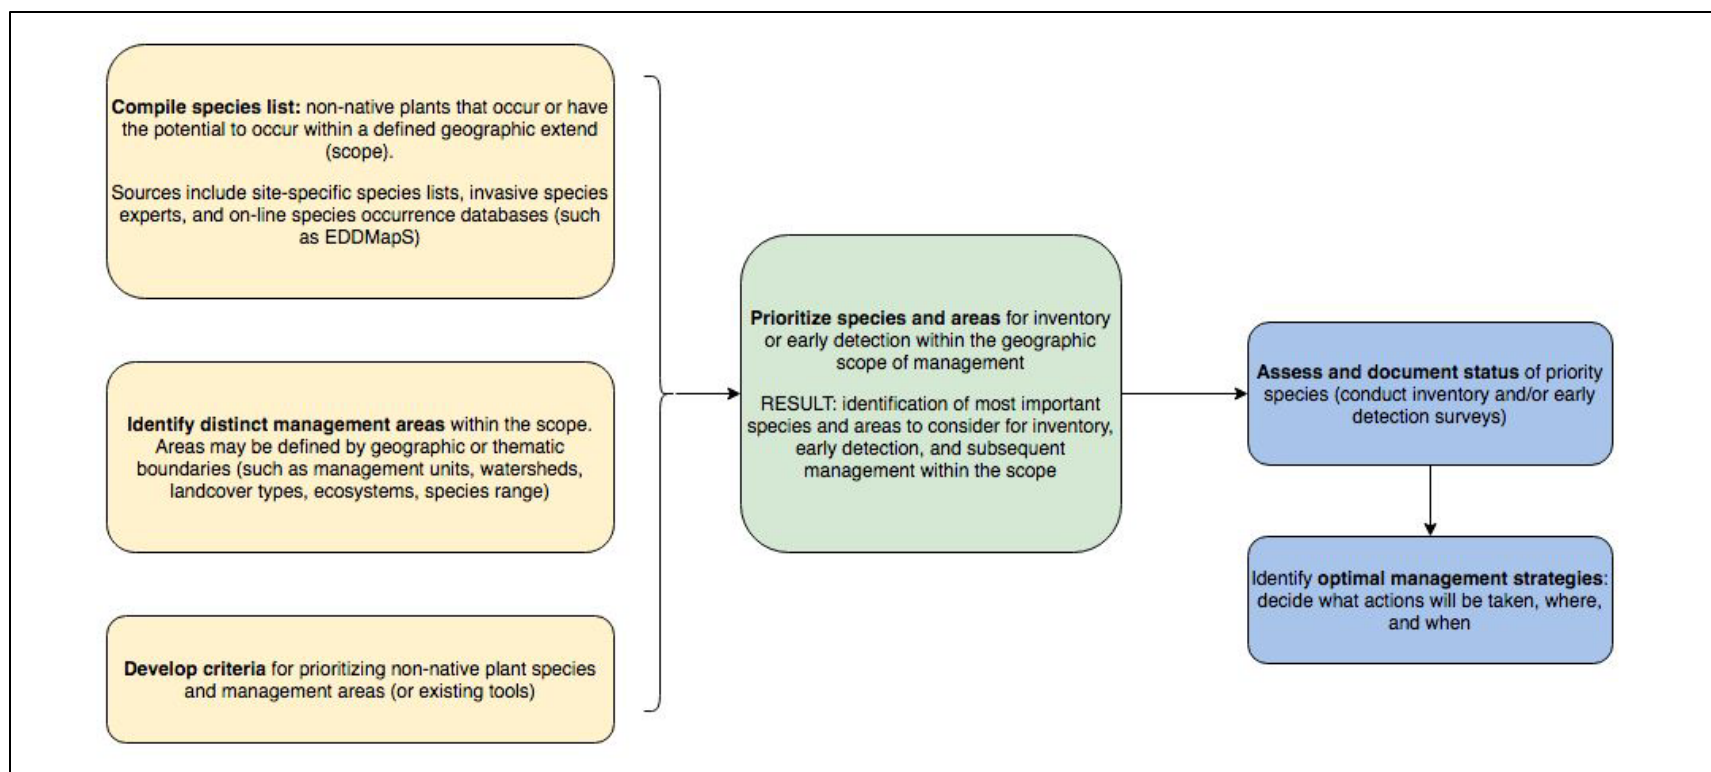 Compile species list: non-native plants that occur or have
the potential to occur within a defined geographic extend
(scope).
Sources include site-specific species lists, invasive species
experts, and on-line species occurrence databases (such
as EDDMapS)
Identify distinct management areas within the scope.
Areas may be defined by geographic or thematic
boundaries (such as management units, watersheds,
landcover types, ecosystems, species range)
Develop criteria for prioritizing non-native plant species
and management areas (or existing tools)
Prioritize species and areas for inventory
or early detection within the geographic
scope of management
RESULT: identification of most important
species and areas to consider for inventory,
early detection, and subsequent
management within the scope
Assess and document status of priority
species (conduct inventory and/or early
detection surveys)
Identify optimal management strategies:
decide what actions will be taken, where,
and when